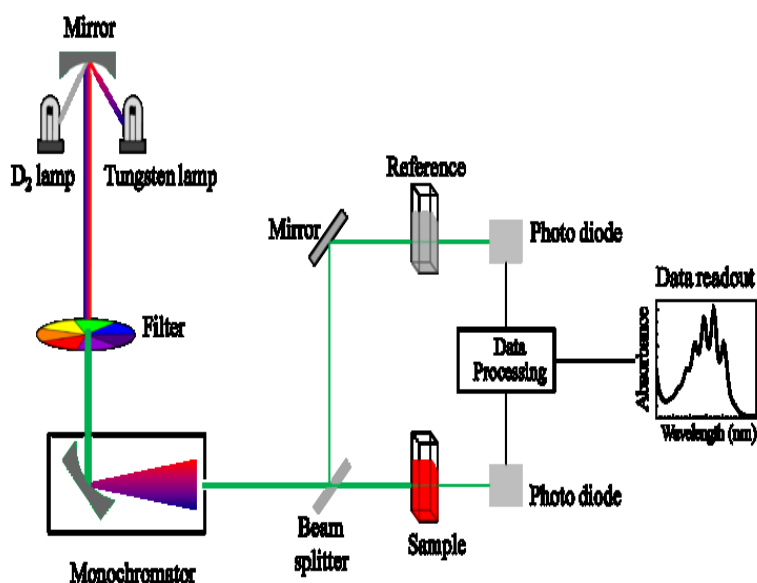 Mirror
D₂ lamp
Tungsten lamp
Filter
Monochromator
Mirror
Reference
Beam
splitter
Sample
Photo diode
Data
Processing
Photo diode
Data readout
Absorbance
Wavelength (nm)